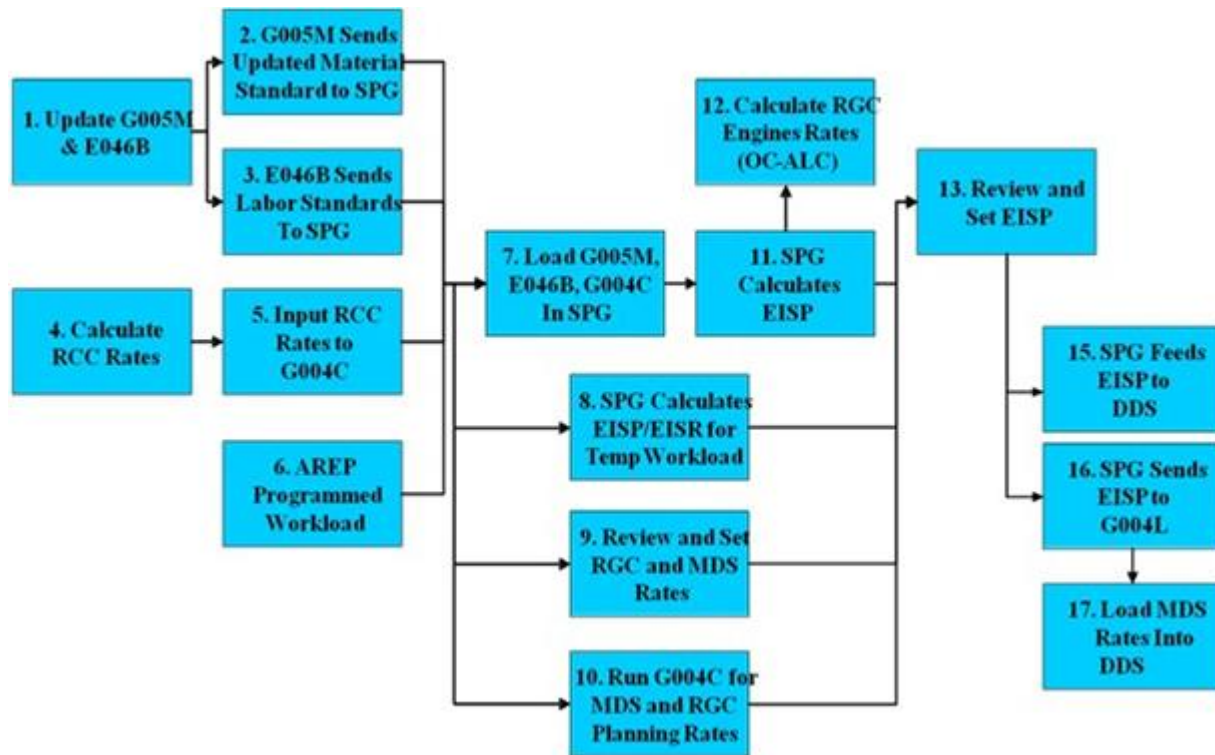 1. Update G005M
& E046B
2. G005M Sends
Updated Material
Standard to SPG
3. E046B Sends
Labor Standards
To SPG
4. Calculate
RCC Rates
5. Input RCC
Rates to
G004C
6. AREP
Programmed
Workload
7. Load G005M,
E046B, G004C
In SPG
8. SPG Calculates
EISP/EISR for
Temp Workload
9. Review and Set
RGC and MDS
Rates
10. Run G004C for
MDS and RGC
Planning Rates
11. SPG
Calculates
EISP
12. Calculate RGC
Engines Rates
(OC-ALC)
13. Review and
Set EISP
15. SPG Feeds
EISP to
DDS
16. SPG Sends
EISP to
G004L
17. Load MDS
Rates Into
DDS